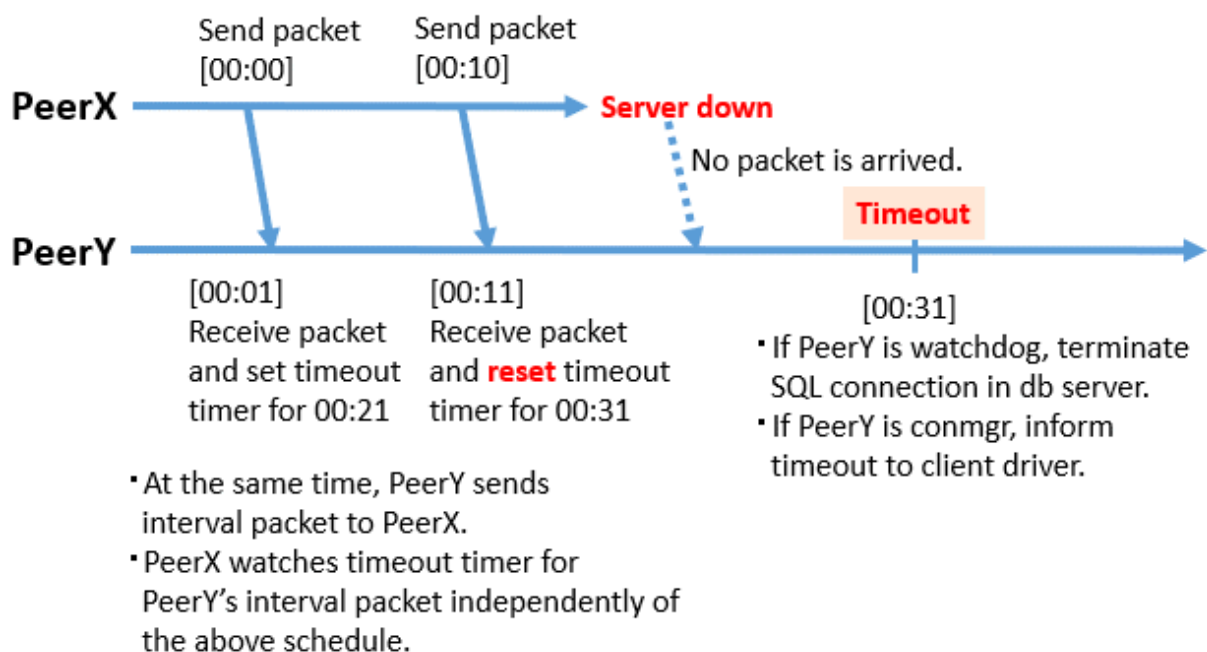 Send packet
[00:00]
Send packet
[00:10]
PeerX
Server down
No packet is arrived.
Timeout
PeerY
[00:01]
Receive packet
and set timeout
timer for 00:21
[00:11]
Receive packet
and reset timeout
timer for 00:31
[00:31]
・If PeerY is watchdog, terminate
SQL connection in db server.
・If PeerY is conmgr, inform
timeout to client driver.
・At the same time, PeerY sends
interval packet to PeerX.
・PeerX watches timeout timer for
PeerY’s interval packet independently of
the above schedule.